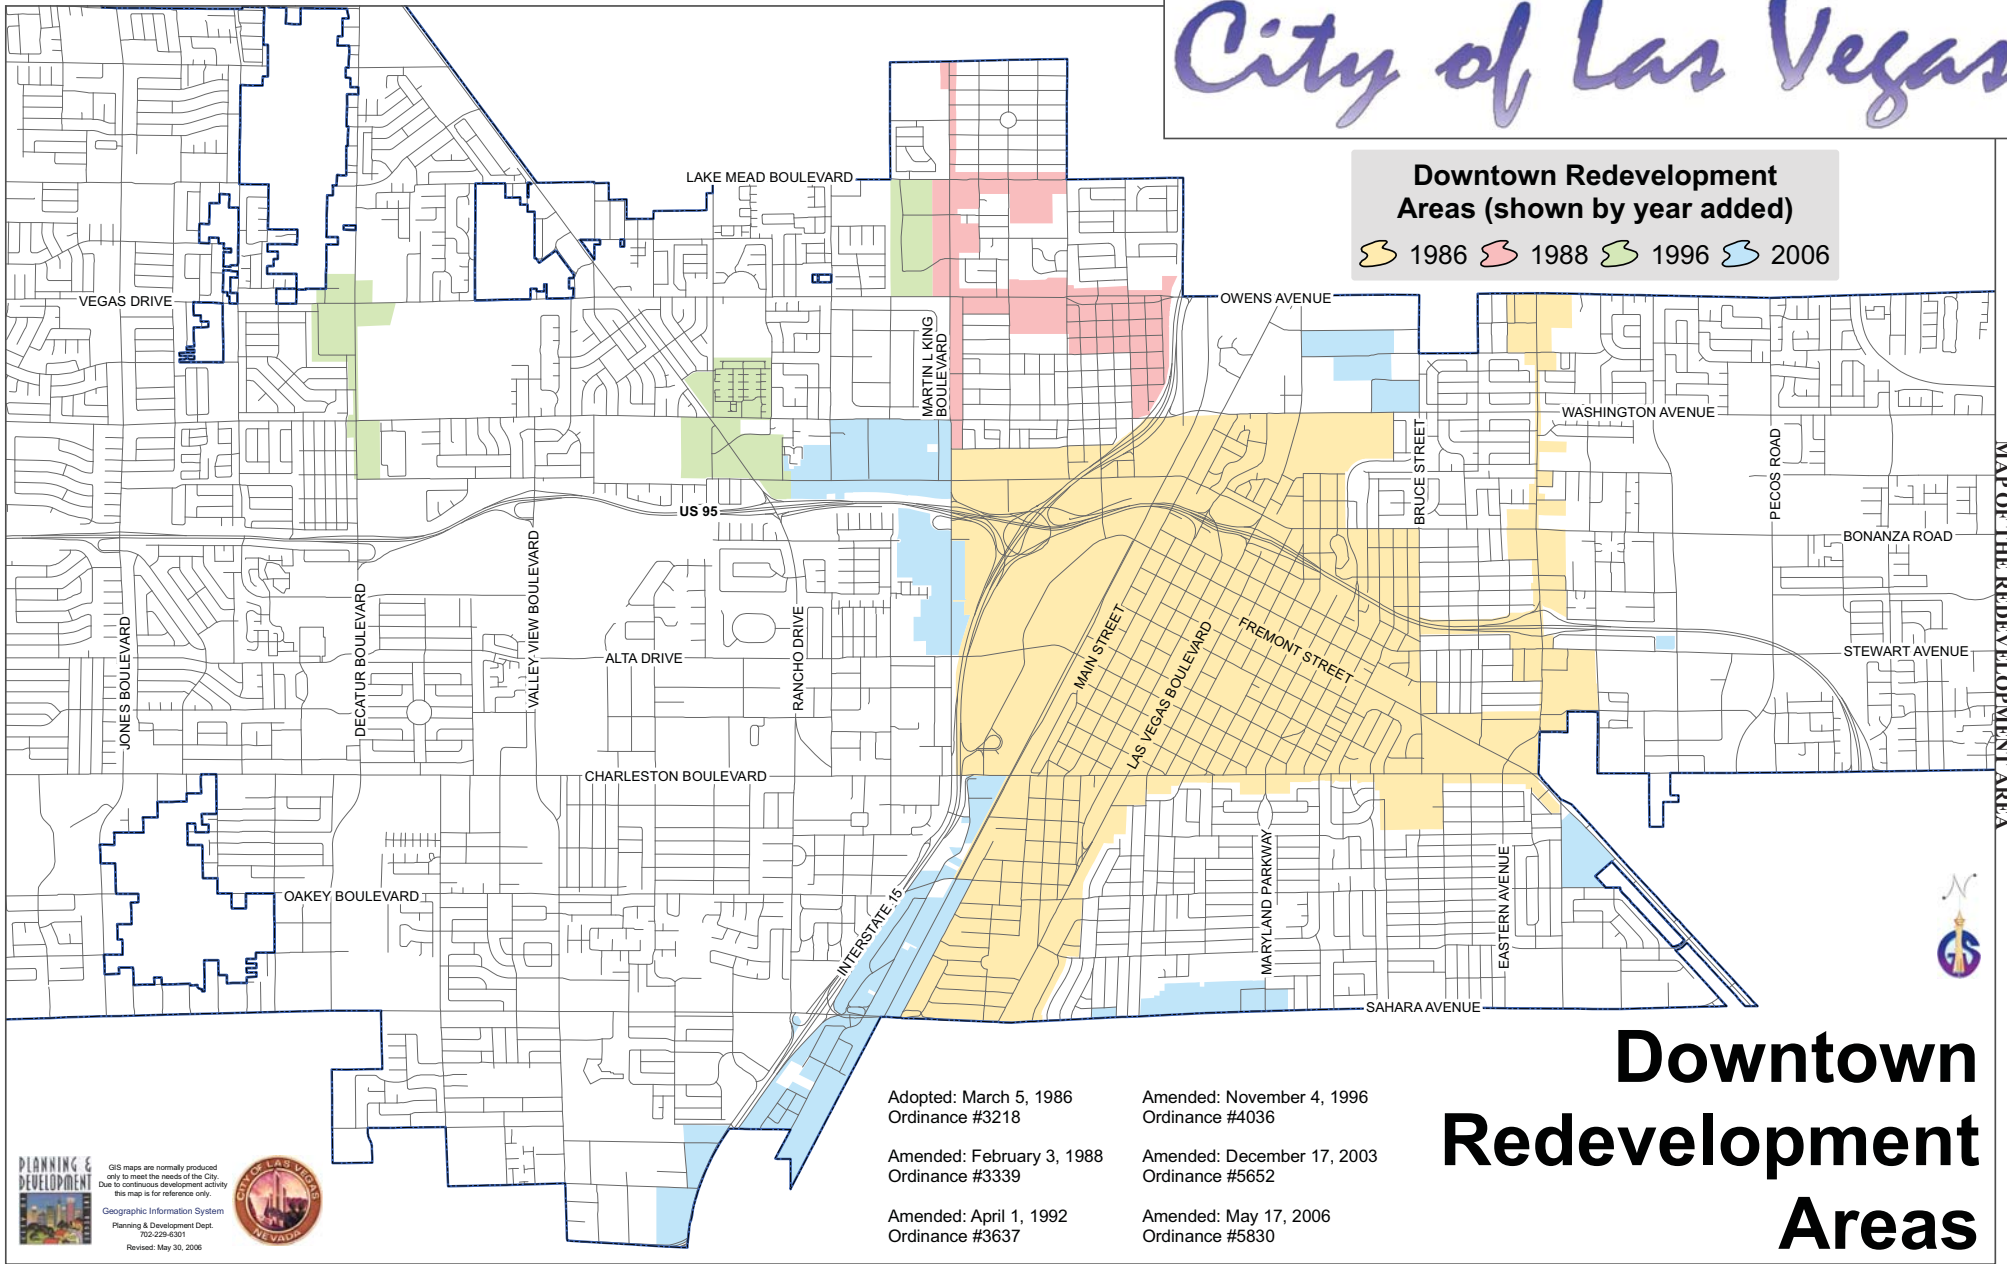 City of Las Vegas
Downtown Redevelopment
Areas (shown by year added)
1986
1988
1996
2006
LAKE MEAD BOULEVARD
VEGAS DRIVE
OWENS AVENUE
MARTIN L KING
BOULEVARD
WASHINGTON AVENUE
BRUCE STREET
PECOS ROAD
US 95
BONANZA ROAD
JONES BOULEVARD
DECATUR BOULEVARD
VALLEY VIEW BOULEVARD
RANCHO DRIVE
ALTA DRIVE
MAIN STREET
LAS VEGAS BOULEVARD
FREMONT STREET
STEWART AVENUE
CHARLESTON BOULEVARD
OAKEY BOULEVARD
INTERSTATE 15
MARYLAND PARKWAY
EASTERN AVENUE
SAHARA AVENUE
MAP OF THE REDEVELOPMENT AREA
N
GIS
Adopted: March 5, 1986
Ordinance #3218
Amended: February 3, 1988
Ordinance #3339
Amended: April 1, 1992
Ordinance #3637
Amended: November 4, 1996
Ordinance #4036
Amended: December 17, 2003
Ordinance #5652
Amended: May 17, 2006
Ordinance #5830
Downtown
Redevelopment
Areas
PLANNING &
DEVELOPMENT
GIS maps are normally produced
only to meet the needs of the City.
Due to continuous development activity
this map is for reference only.
Geographic Information System
Planning & Development Dept.
702-229-6301
Revised: May 30, 2006
CITY OF LAS VEGAS
NEVADA